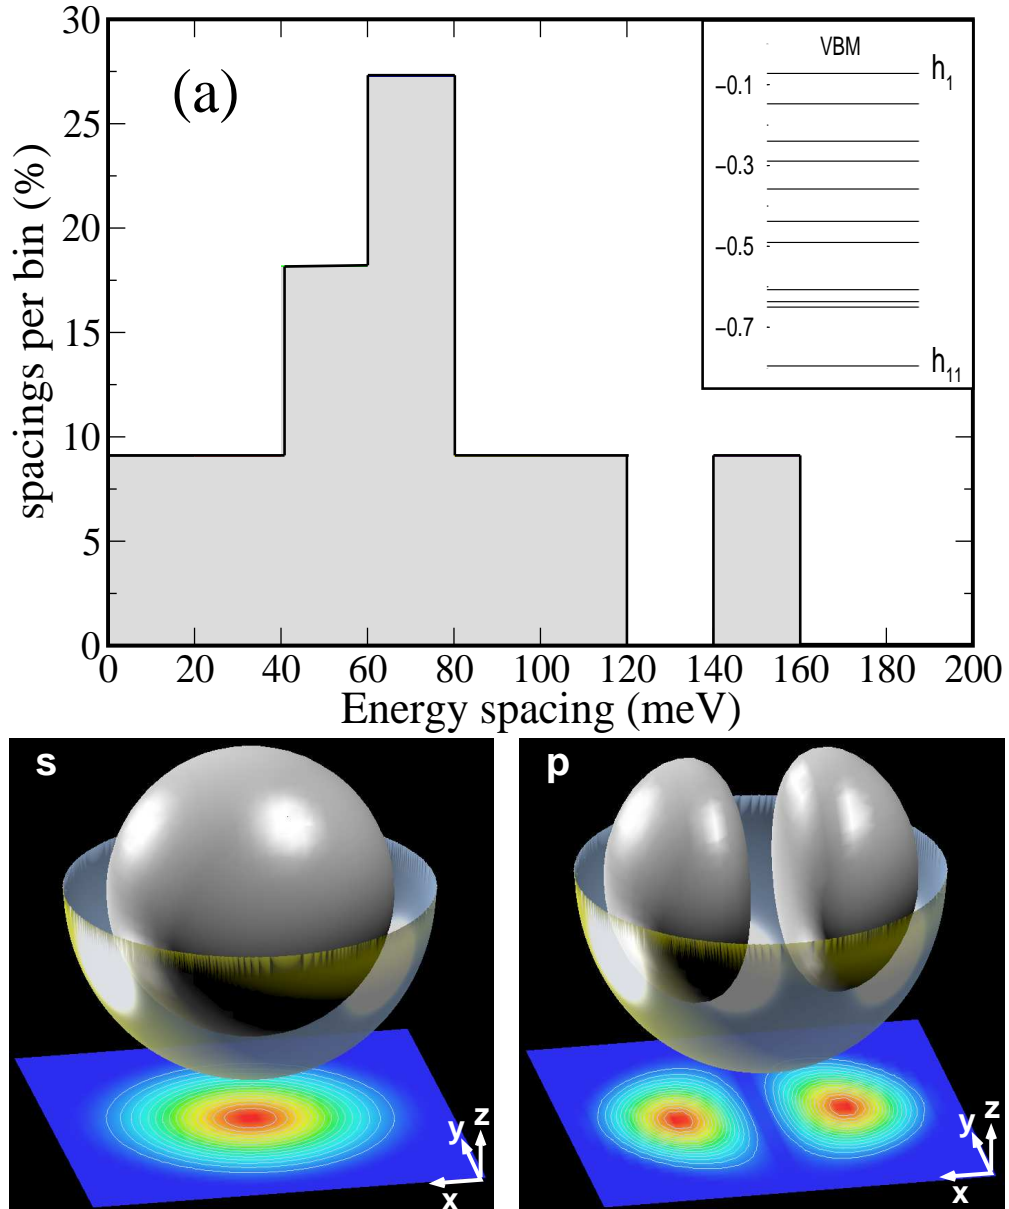 30
25
20
15
10
5
0
spacings per bin (%)
(a)
VBM
h1
−0.1
−0.3
−0.5
−0.7
h11
0 20 40 60 80 100 120 140 160 180 200
Energy spacing (meV)
s
z
y
x
p
z
y
x